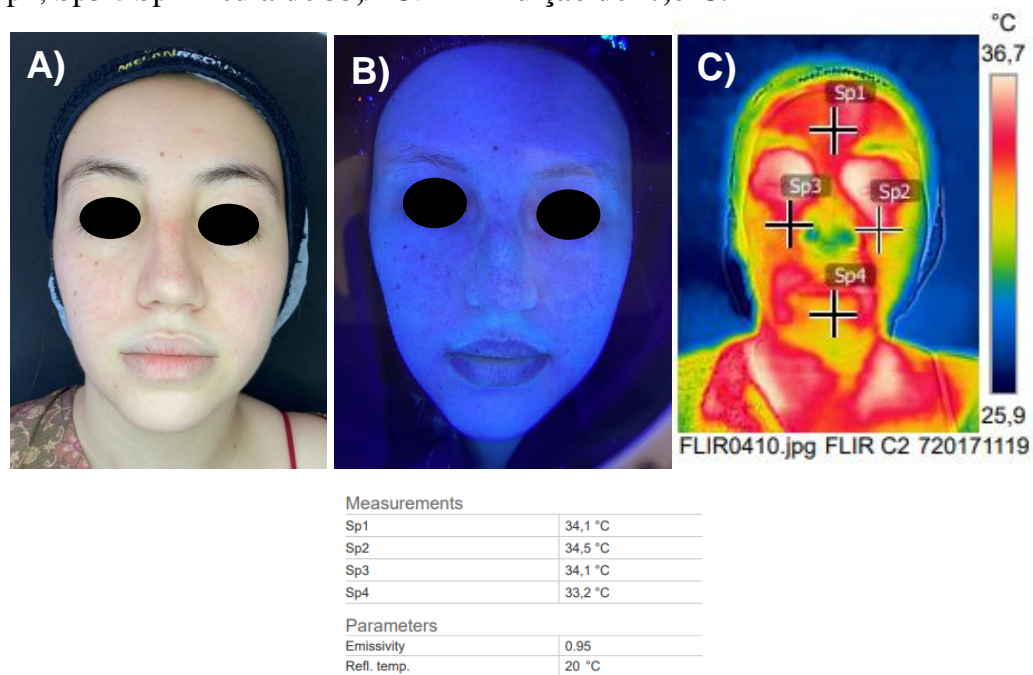 A)
B)
C)
°C
36,7
Sp1
Sp3
Sp2
Sp4
25,9
FLIR0410.jpg FLIR C2 720171119
Measurements
Sp1 34,1 °C
Sp2 34,5 °C
Sp3 34,1 °C
Sp4 33,2 °C
Parameters
Emissivity 0.95
Refl. temp. 20 °C